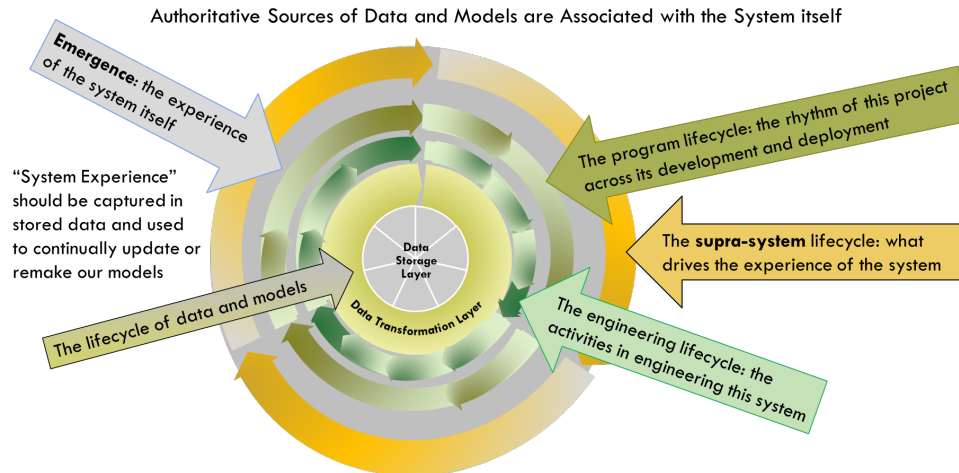 Authoritative Sources of Data and Models are Associated with the System itself
Emergence: the experience
of the system itself
The program lifecycle: the rhythm of this project
across its development and deployment
"System Experience"
should be captured in
stored data and used
to continually update or
remake our models
Data
Storage
Layer
The supra-system lifecycle: what
drives the experience of the system
The lifecycle of data and models
Data Transformation Layer
The engineering lifecycle: the
activities in engineering this
system